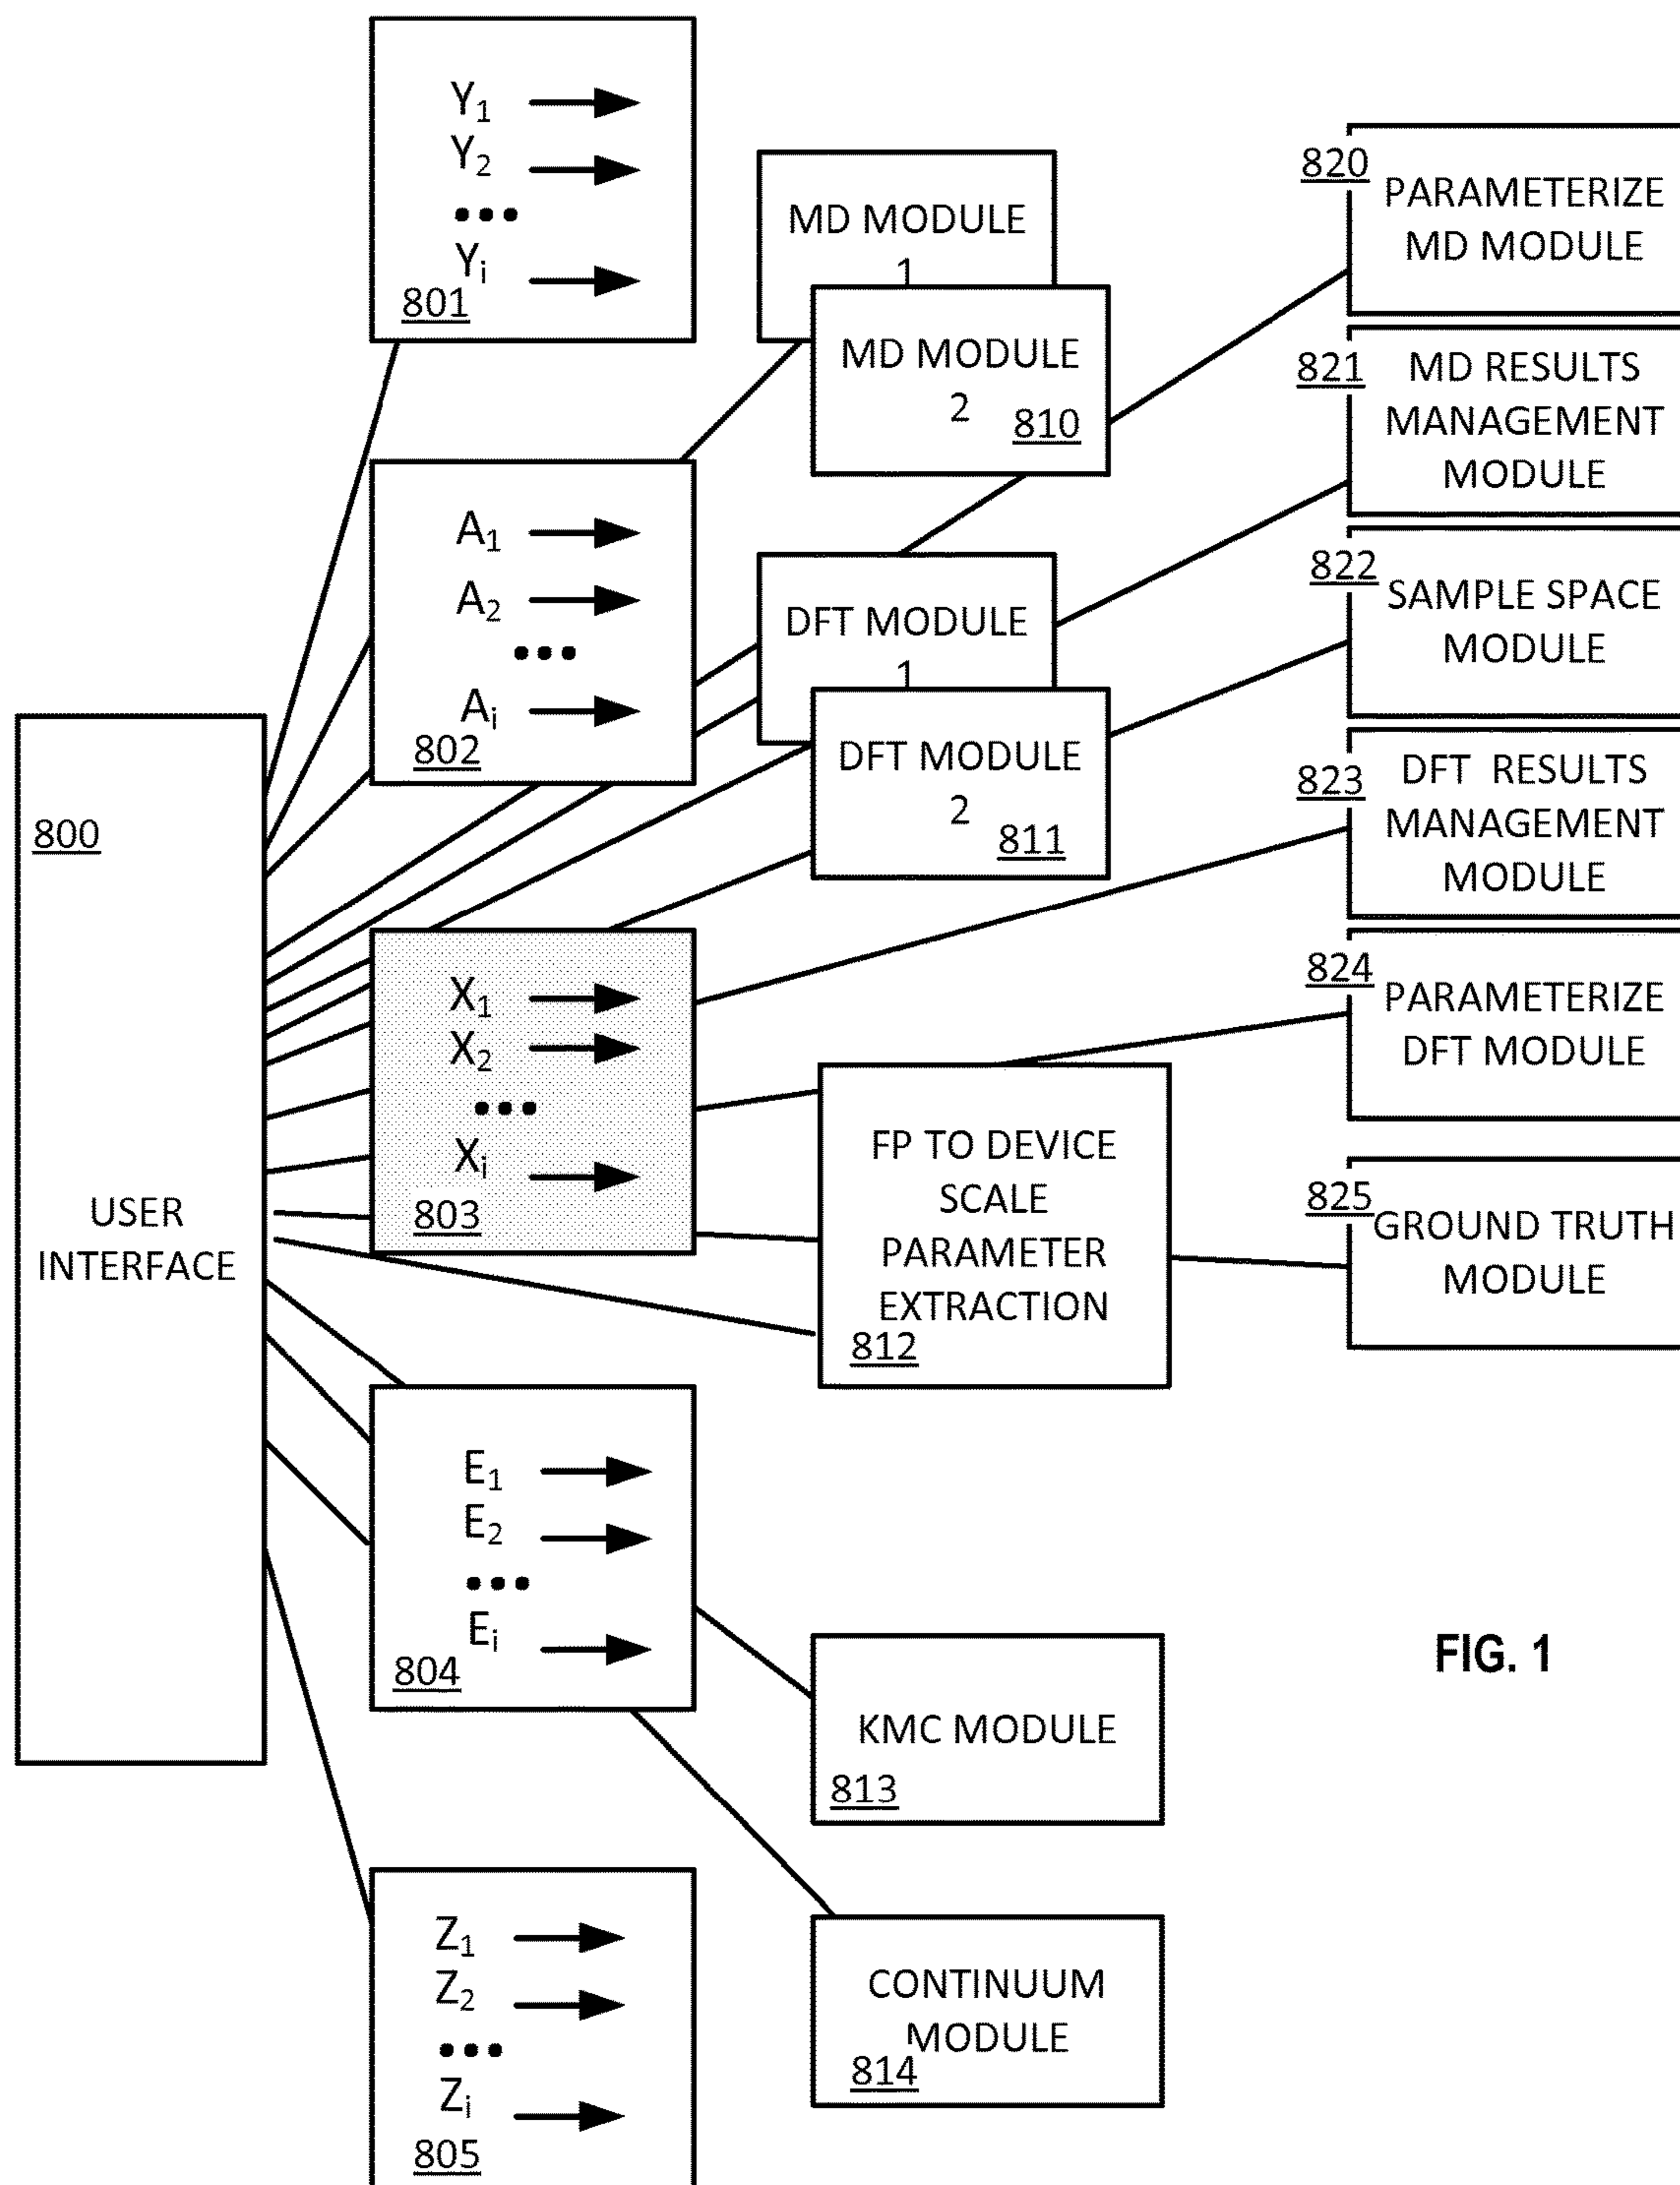 800
USER
INTERFACE
Y1
Y2
•••
Yi
801
A1
A2
•••
Ai
802
X1
X2
•••
Xi
803
E1
E2
•••
Ei
804
Z1
Z2
•••
Zi
805
MD MODULE
1
MD MODULE
2
810
DFT MODULE
1
DFT MODULE
2
811
FP TO DEVICE
SCALE
PARAMETER
EXTRACTION
812
KMC MODULE
813
CONTINUUM
MODULE
814
820
PARAMETERIZE
MD MODULE
821
MD RESULTS
MANAGEMENT
MODULE
822
SAMPLE SPACE
MODULE
823
DFT RESULTS
MANAGEMENT
MODULE
824
PARAMETERIZE
DFT MODULE
825
GROUND TRUTH
MODULE
FIG. 1